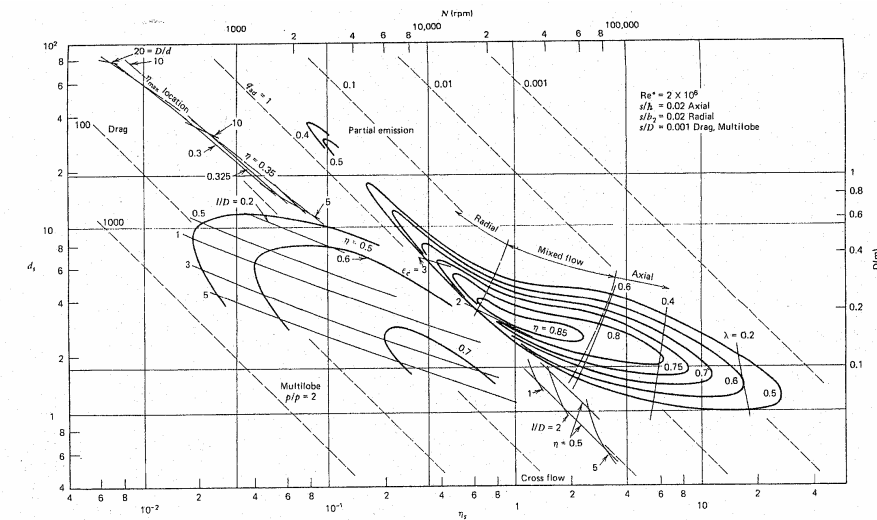 N (rpm)
1000 2 4 6 8 10,000 2 4 6 8 100,000
10² 8 6 4 2 10 8 6 4 2 1 8 6 4
20 = D/d
10
ηmax location
Drag
100
1000
10
0.3
0.325
η = 0.35
5
l/D = 0.2
qsd = 1
0.1
0.01
0.001
0.4
0.5
Partial emission
Re* = 2 X 10⁶
s/h = 0.02 Axial
s/b₂ = 0.02 Radial
s/D = 0.001 Drag, Multilobe
1
0.8
0.6
0.4
0.2
0.1
D(m)
dₛ
0.5
1
3
5
η = 0.5
0.6
0.7
εe = 3
2
Radial
Mixed flow
Axial
0.6
0.4
λ = 0.2
η = 0.85
0.8
0.75
0.7
0.6
0.5
Multilobe
p/p = 2
1
l/D = 2
η = 0.5
5
Cross flow
4 6 8 10⁻² 2 4 6 8 10⁻¹ 2 4 6 8 1 2 4 6 8 10 2 4
ηₛ